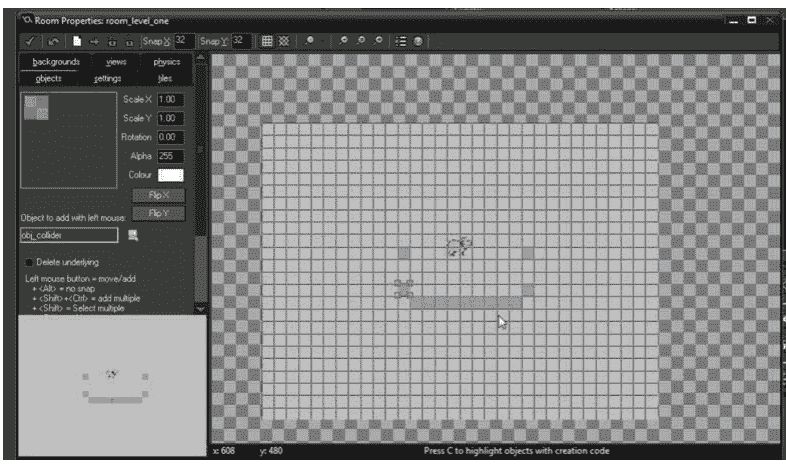 Room Properties: room_level_one
Snap X: 32 Snap Y: 32
backgrounds views physics
objects settings tiles
Scale X 1.00
Scale Y 1.00
Rotation 0.00
Alpha 255
Colour
Flip X
Flip Y
Object to add with left mouse:
obj_collider
Delete underlying
Left mouse button = move/add
+ <Alt> = no snap
+ <Shift>+<Ctrl> = add multiple
+ <Shift> = Select multiple
x: 608 y: 480 Press C to highlight objects with creation code